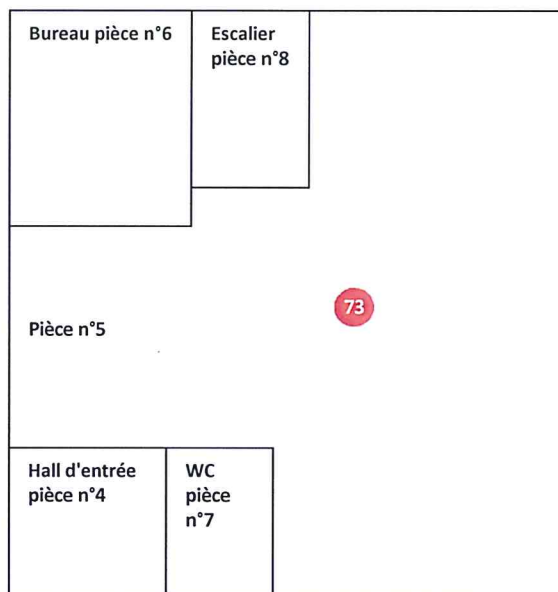 Bureau pièce n°6
Escalier
pièce n°8
73
Pièce n°5
Hall d'entrée
pièce n°4
WC
pièce
n°7